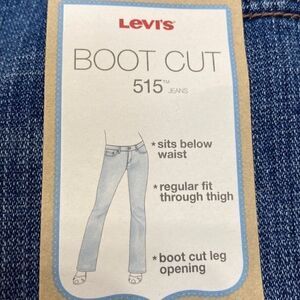 Levi's
BOOT CUT
515™ JEANS
*sits below
waist
*regular fit
through thigh
*boot cut leg
opening